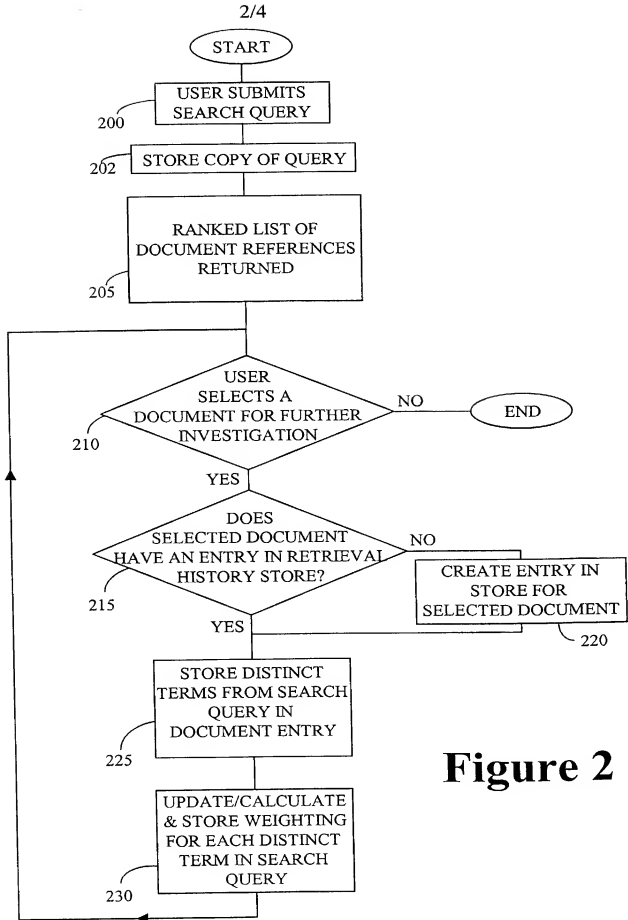 2/4
START
USER SUBMITS
SEARCH QUERY
200
STORE COPY OF QUERY
202
RANKED LIST OF
DOCUMENT REFERENCES
RETURNED
205
USER
SELECTS A
DOCUMENT FOR FURTHER
INVESTIGATION
210
NO
END
YES
DOES
SELECTED DOCUMENT
HAVE AN ENTRY IN RETRIEVAL
HISTORY STORE?
215
NO
CREATE ENTRY IN
STORE FOR
SELECTED DOCUMENT
220
YES
STORE DISTINCT
TERMS FROM SEARCH
QUERY IN
DOCUMENT ENTRY
225
UPDATE/CALCULATE
& STORE WEIGHTING
FOR EACH DISTINCT
TERM IN SEARCH
QUERY
230
Figure 2